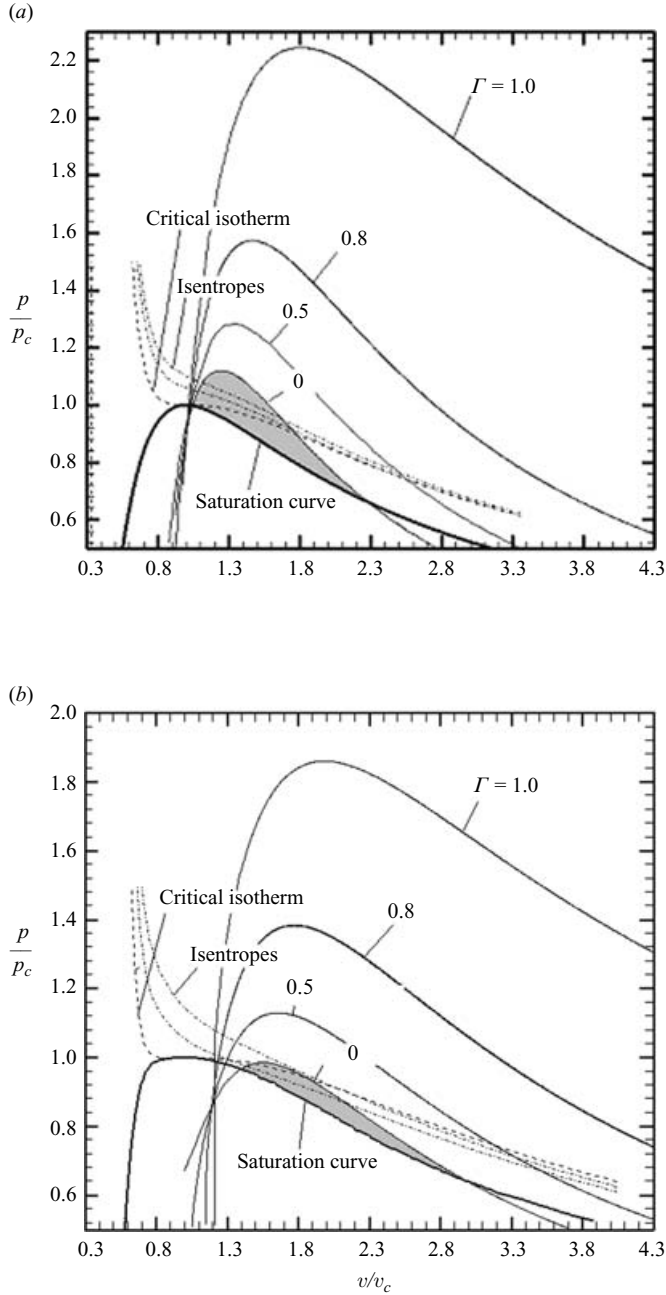 (a)
2.2
2.0
1.8
1.6
1.4
1.2
1.0
0.8
0.6
p
p_c
Γ = 1.0
0.8
0.5
0
Critical isotherm
Isentropes
Saturation curve
0.3 0.8 1.3 1.8 2.3 2.8 3.3 3.8 4.3
(b)
2.0
1.8
1.6
1.4
1.2
1.0
0.8
0.6
p
p_c
Γ = 1.0
0.8
0.5
0
Critical isotherm
Isentropes
Saturation curve
0.3 0.8 1.3 1.8 2.3 2.8 3.3 3.8 4.3
v/v_c